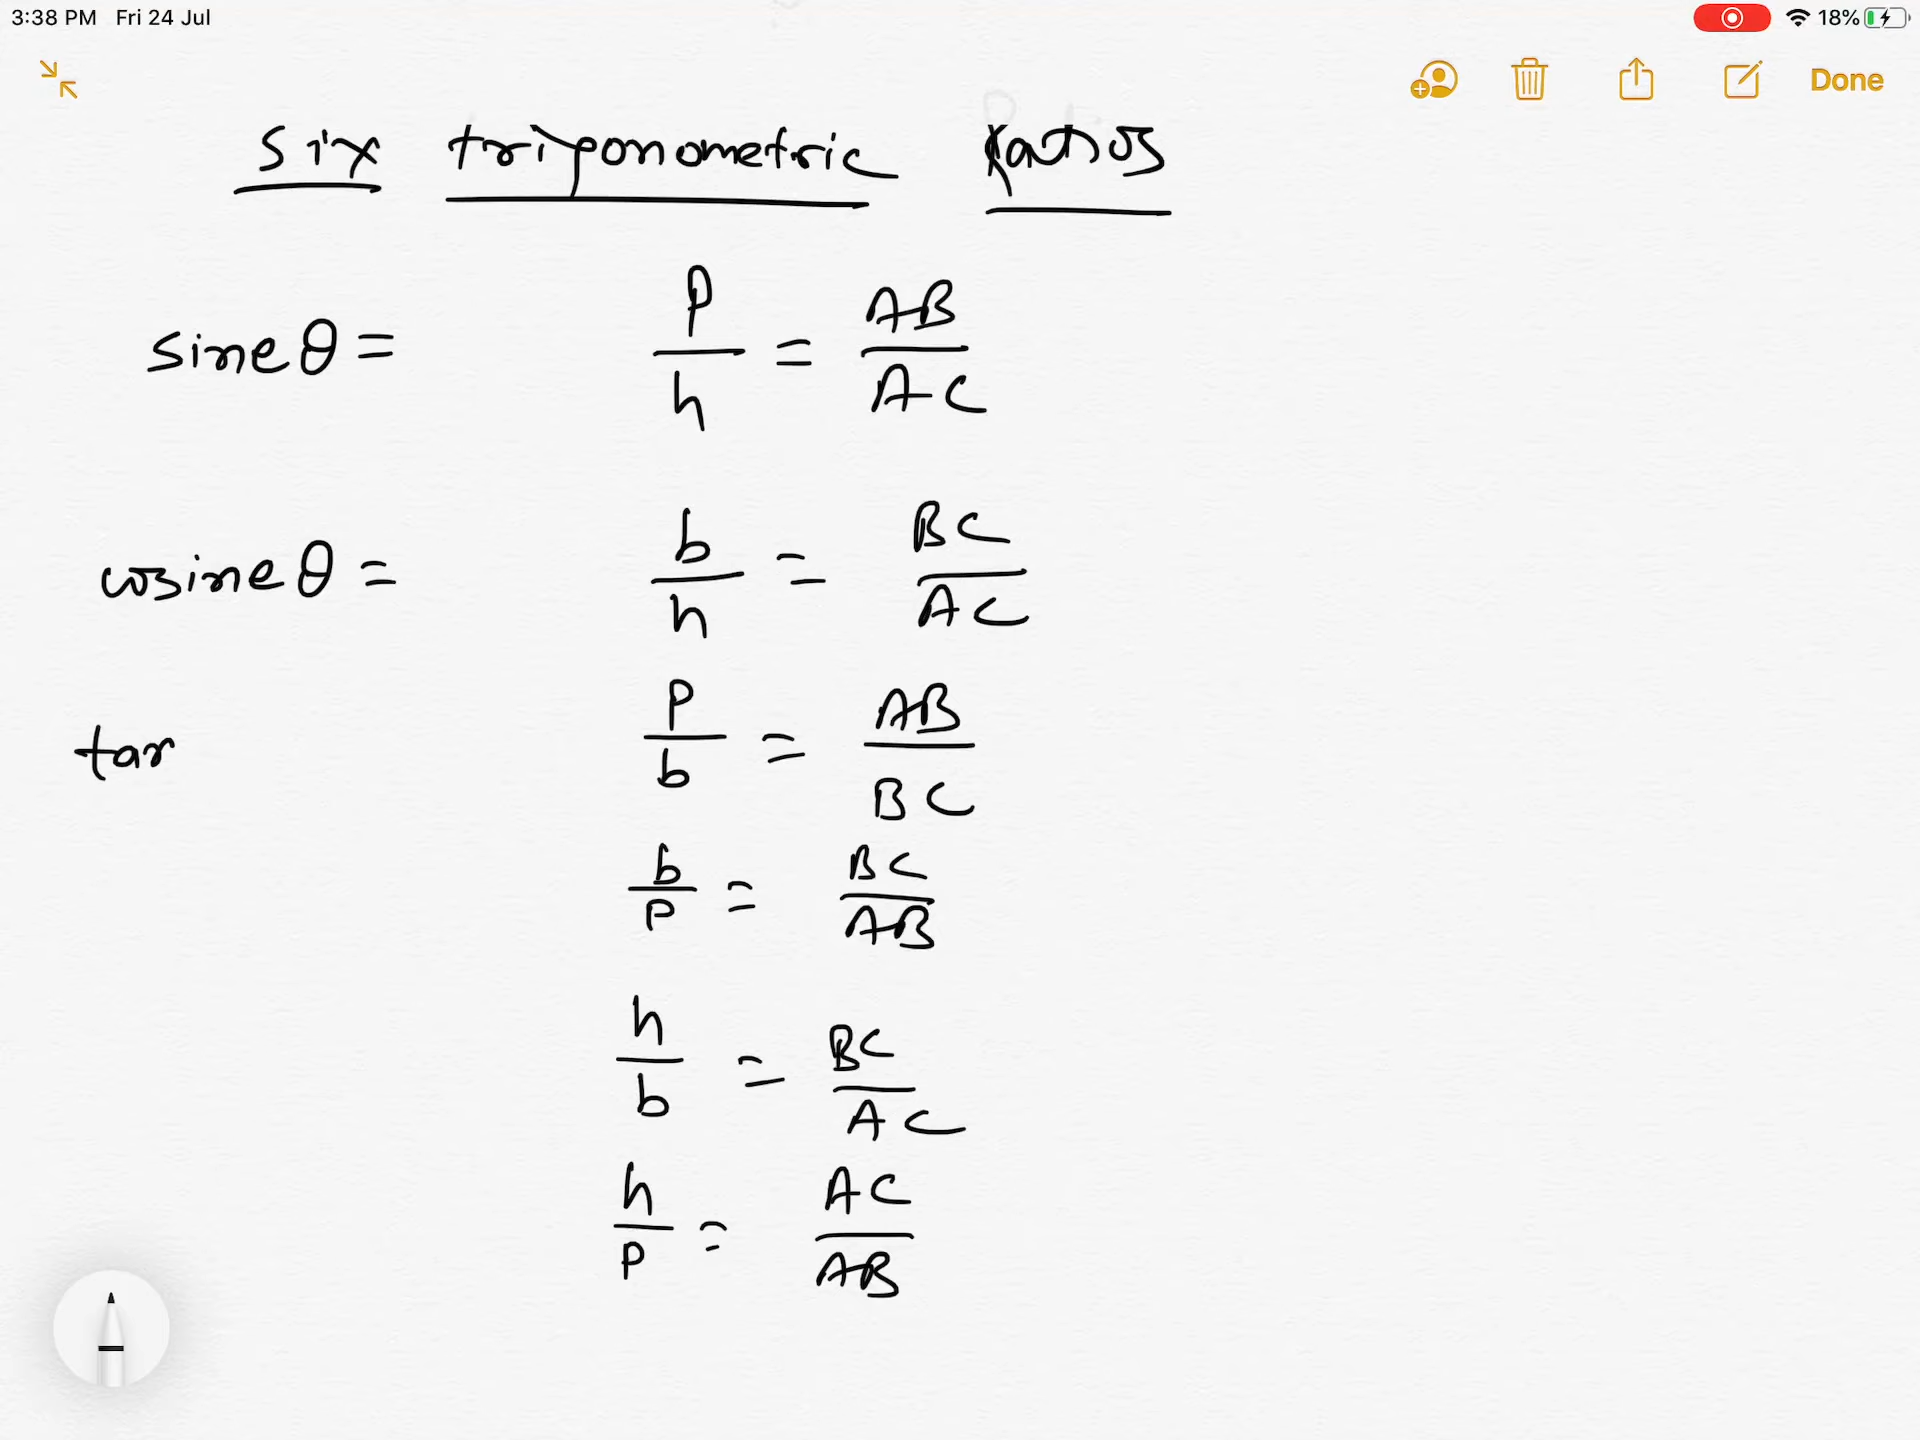 3:38 PM Fri 24 Jul 18%
Done
six trigonometric Ratios
sine θ = p/h = AB/AC
cosine θ = b/h = BC/AC
tan p/b = AB/BC
b/p = BC/AB
h/b = BC/AC
h/p = AC/AB